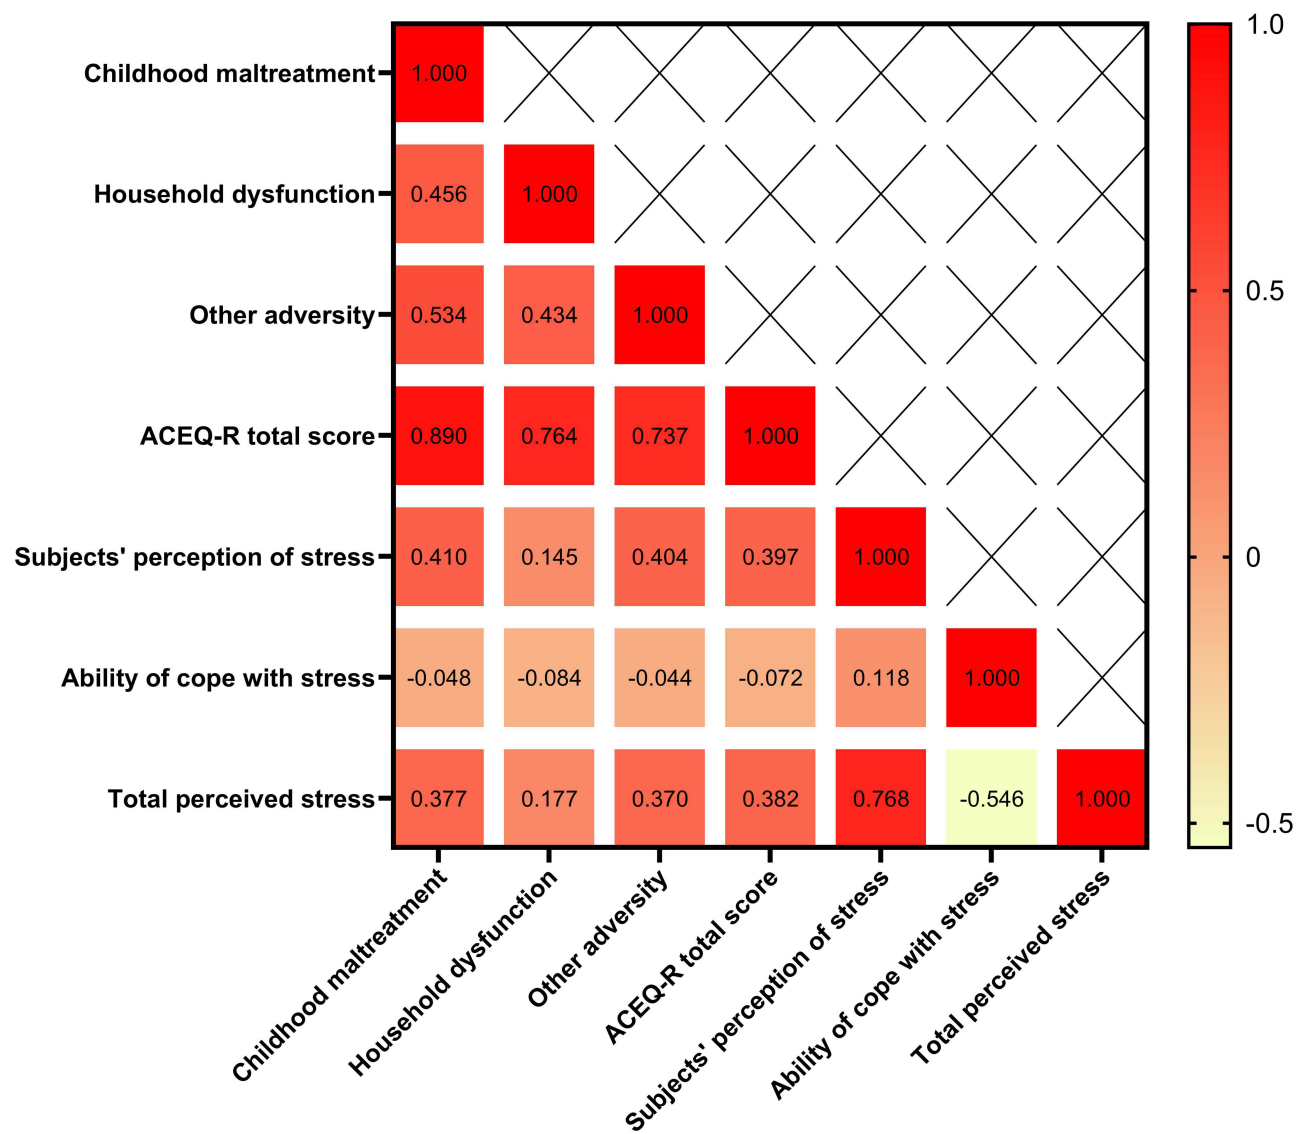 1.0
Childhood maltreatment 1.000
Household dysfunction 0.456 1.000
0.5
Other adversity 0.534 0.434 1.000
ACEQ-R total score 0.890 0.764 0.737 1.000
Subjects' perception of stress 0.410 0.145 0.404 0.397 1.000
0
Ability of cope with stress -0.048 -0.084 -0.044 -0.072 0.118 1.000
Total perceived stress 0.377 0.177 0.370 0.382 0.768 -0.546 1.000
-0.5
Childhood maltreatment
Household dysfunction
Other adversity
ACEQ-R total score
Subjects' perception of stress
Ability of cope with stress
Total perceived stress